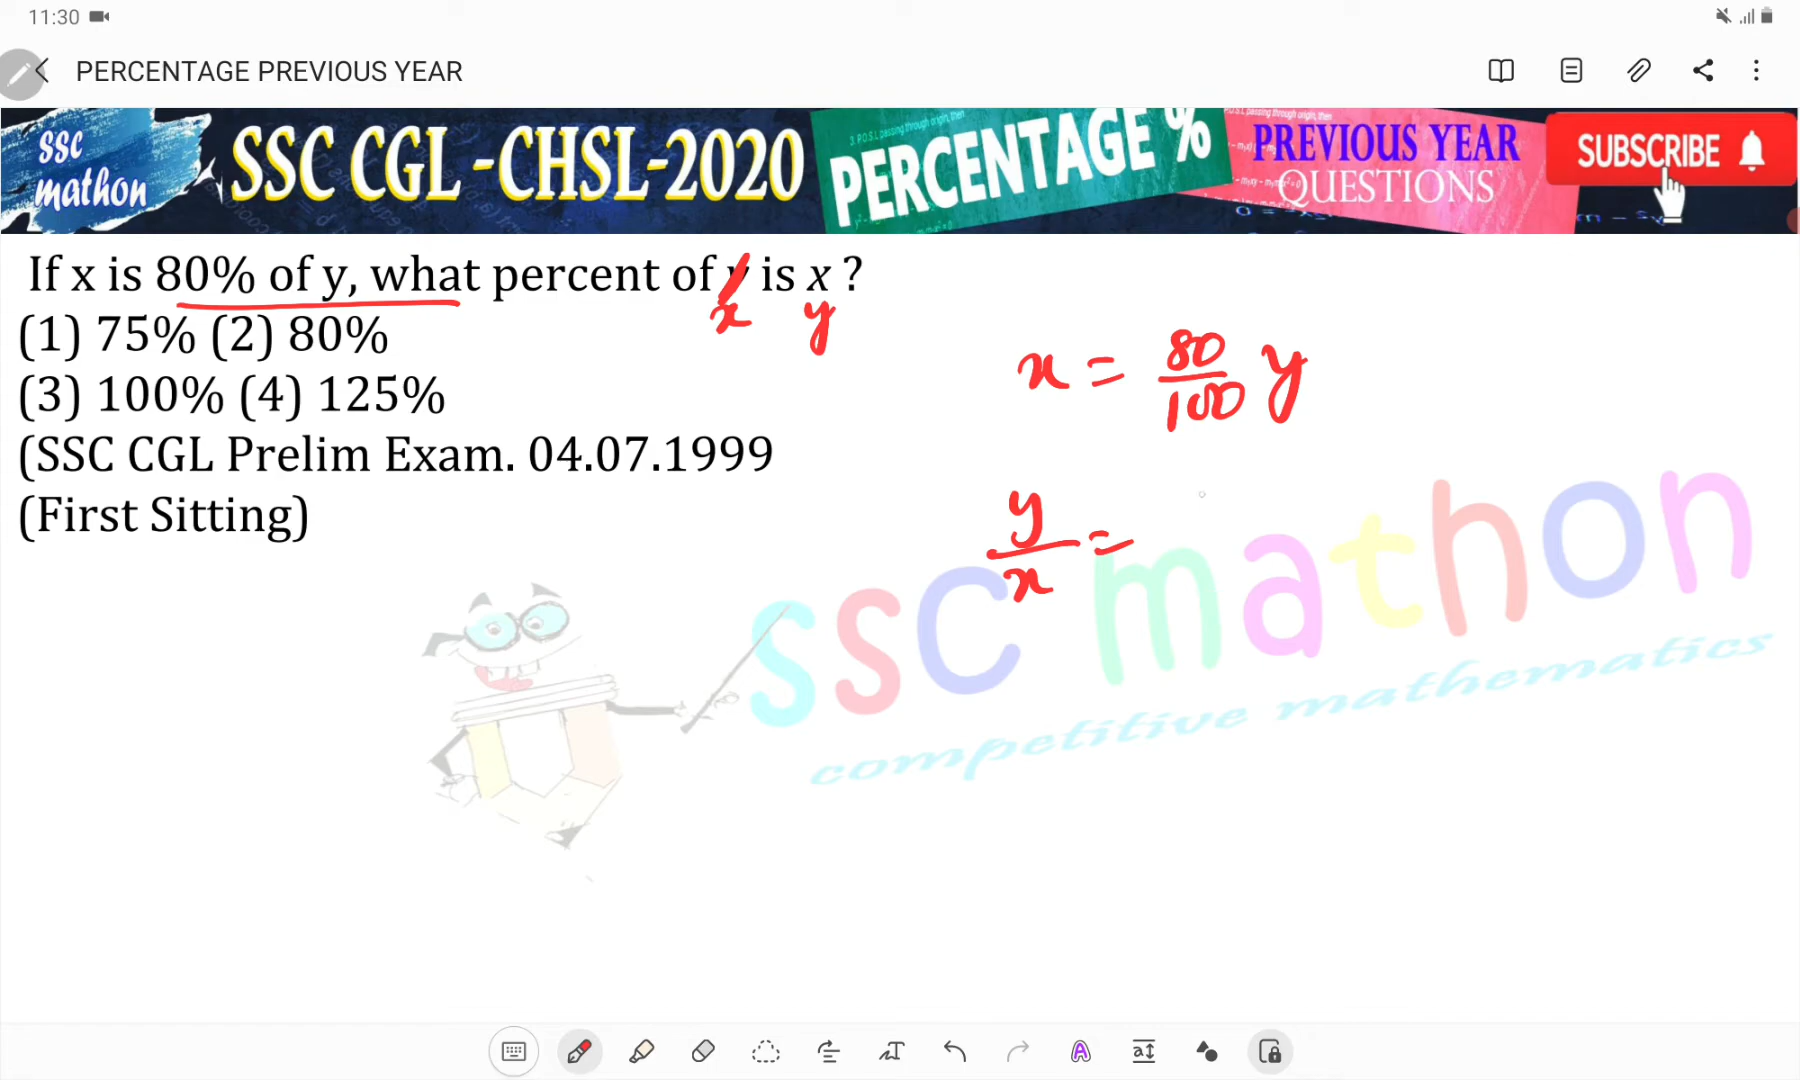 11:30
PERCENTAGE PREVIOUS YEAR
ssc
mathon
SSC CGL -CHSL-2020
PERCENTAGE %
PREVIOUS YEAR
QUESTIONS
SUBSCRIBE
If x is 80% of y, what percent of y is x ?
x y
(1) 75% (2) 80%
(3) 100% (4) 125%
(SSC CGL Prelim Exam. 04.07.1999
(First Sitting)
x = 80/100 y
y/x =
ssc mathon
competitive mathematics